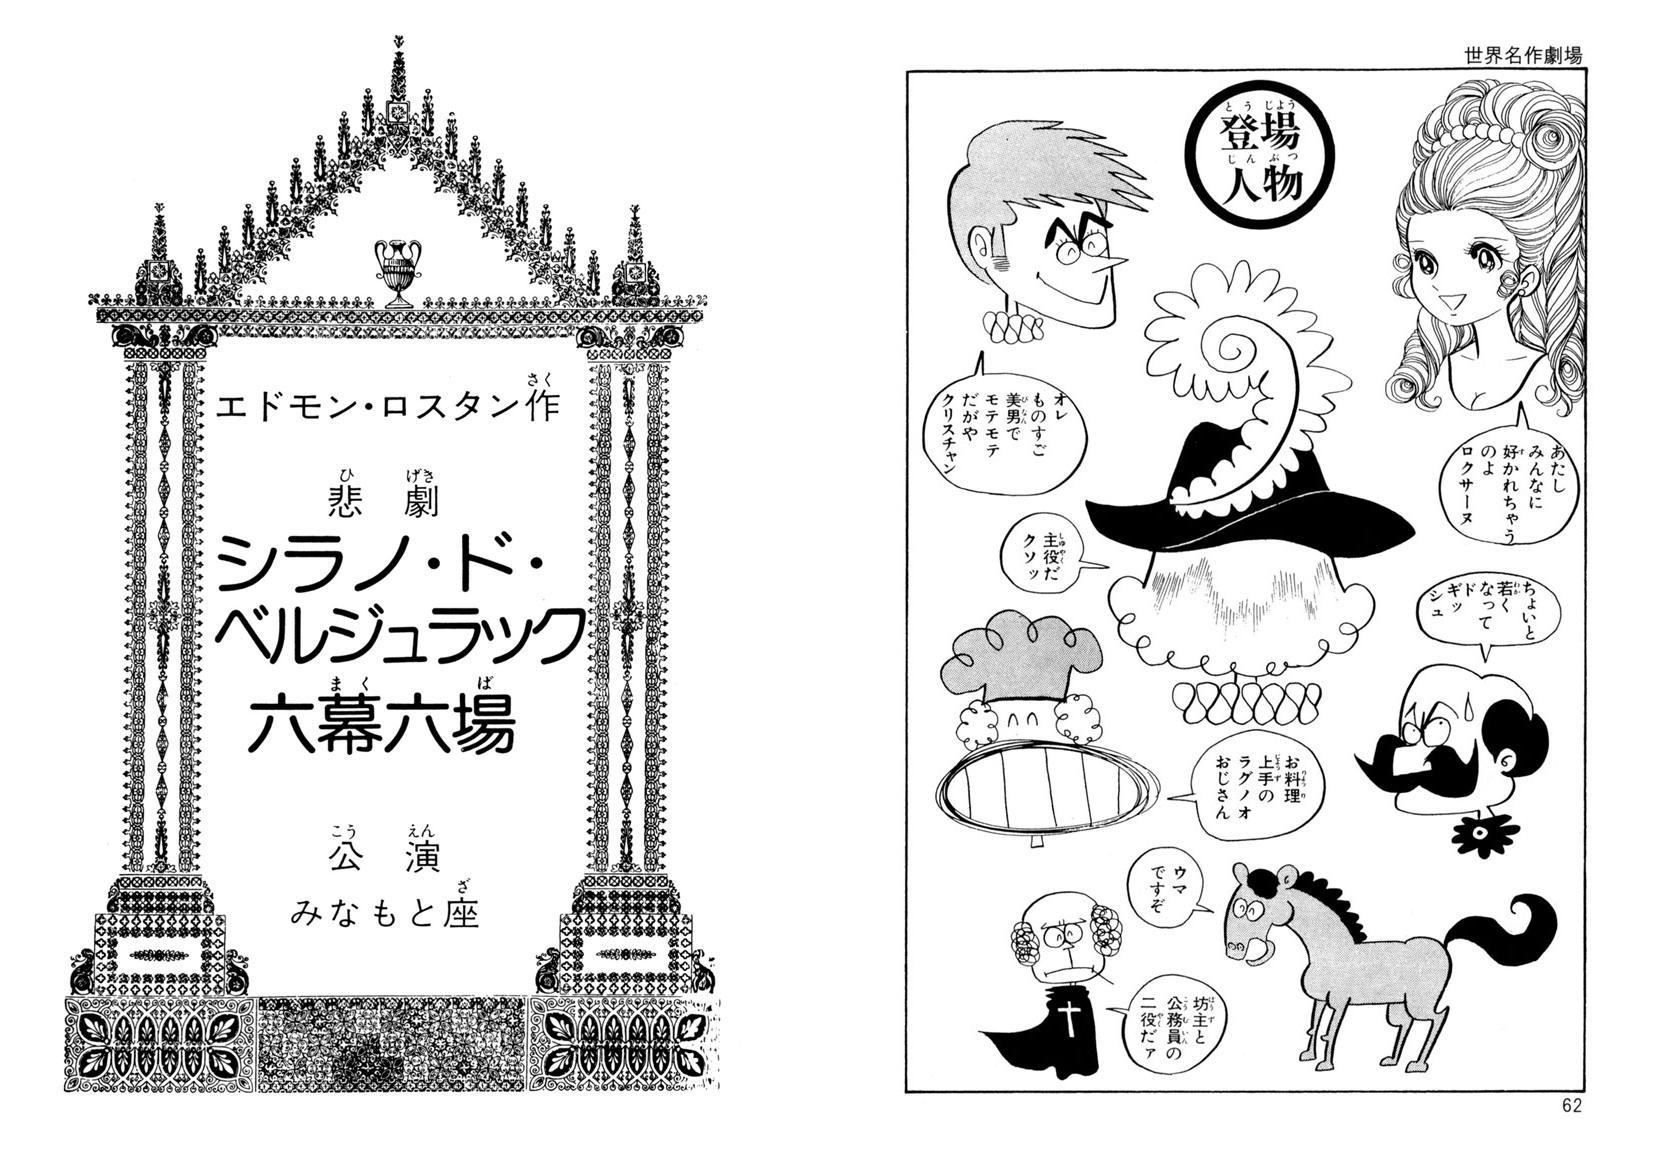 世界名作劇場
登場
人物
あたし
みんなに
好かれちゃう
のよ
ロクサーヌ
オレ
ものすご
美男で
モテモテ
だがや
クリスチャン
主役だ
クソッ
ちょいと
若く
なって
ドギッ
シュ
お料理
上手の
ラグノオ
おじさん
ウマ
ですぞ
坊主と
公務員の
二役だァ
62
エドモン・ロスタン作
悲劇
シラノ・ド・
ベルジュラック
六幕六場
公演
みなもと座